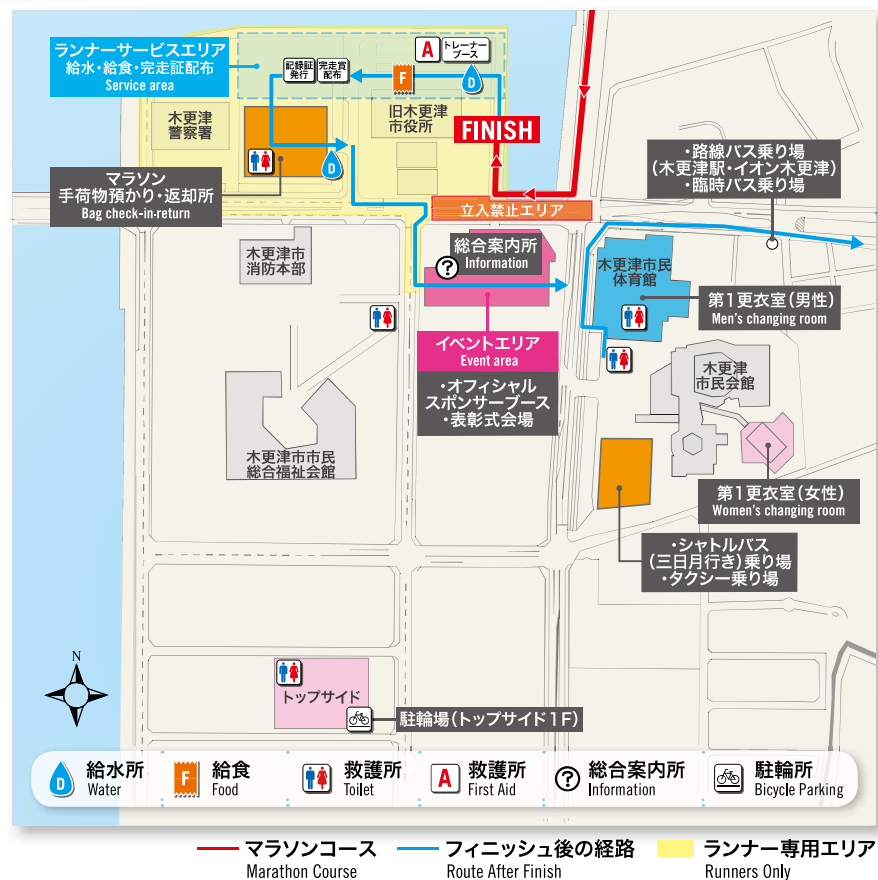 ランナーサービスエリア
給水・給食・完走証配布
Service area
A
トレーナー
ブース
記録証
発行
完走賞
配布
F
D
木更津
警察署
旧木更津
市役所
FINISH
D
マラソン
手荷物預かり・返却所
Bag check-in-return
・路線バス乗り場
(木更津駅・イオン木更津)
・臨時バス乗り場
立入禁止エリア
木更津市
消防本部
総合案内所
Information
?
木更津市民
体育館
第1更衣室(男性)
Men's changing room
イベントエリア
Event area
・オフィシャル
スポンサーブース
・表彰式会場
木更津
市民会館
木更津市市民
総合福祉会館
第1更衣室(女性)
Women's changing room
・シャトルバス
(三日月行き)乗り場
・タクシー乗り場
N
トップサイド
駐輪場(トップサイド1F)
D
給水所
Water
F
給食
Food
救護所
Toilet
A
救護所
First Aid
?
総合案内所
Information
駐輪所
Bicycle Parking
マラソンコース
Marathon Course
フィニッシュ後の経路
Route After Finish
ランナー専用エリア
Runners Only